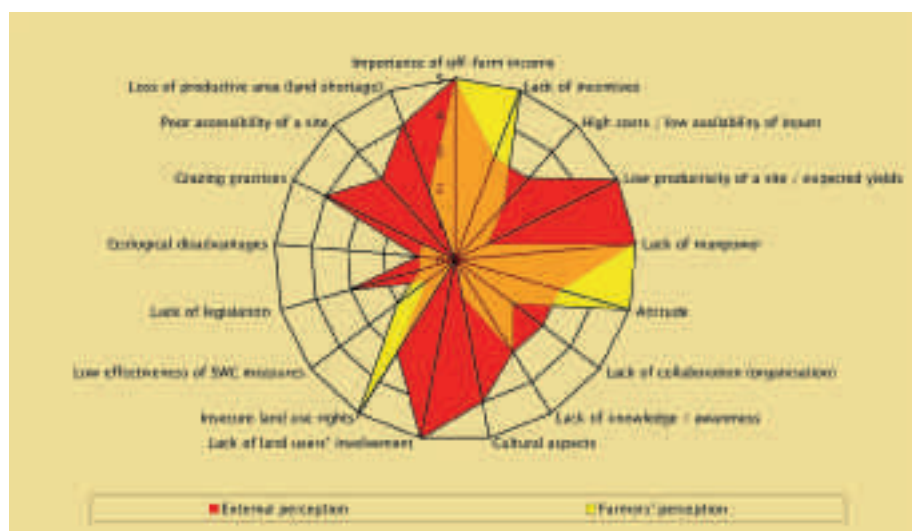 Importance of off-farm income
Loss of productive area (land shortage)
Lack of incentives
Poor accessibility of a site
High costs / low availability of inputs
Grazing practices
Low productivity of a site / expected yields
Ecological disadvantages
Lack of manpower
Lack of legislation
Attitude
Low effectiveness of SWC measures
Lack of collaboration (organisation)
Insecure land use rights
Lack of knowledge / awareness
Lack of land users' involvement
Cultural aspects
External perception
Farmers' perception